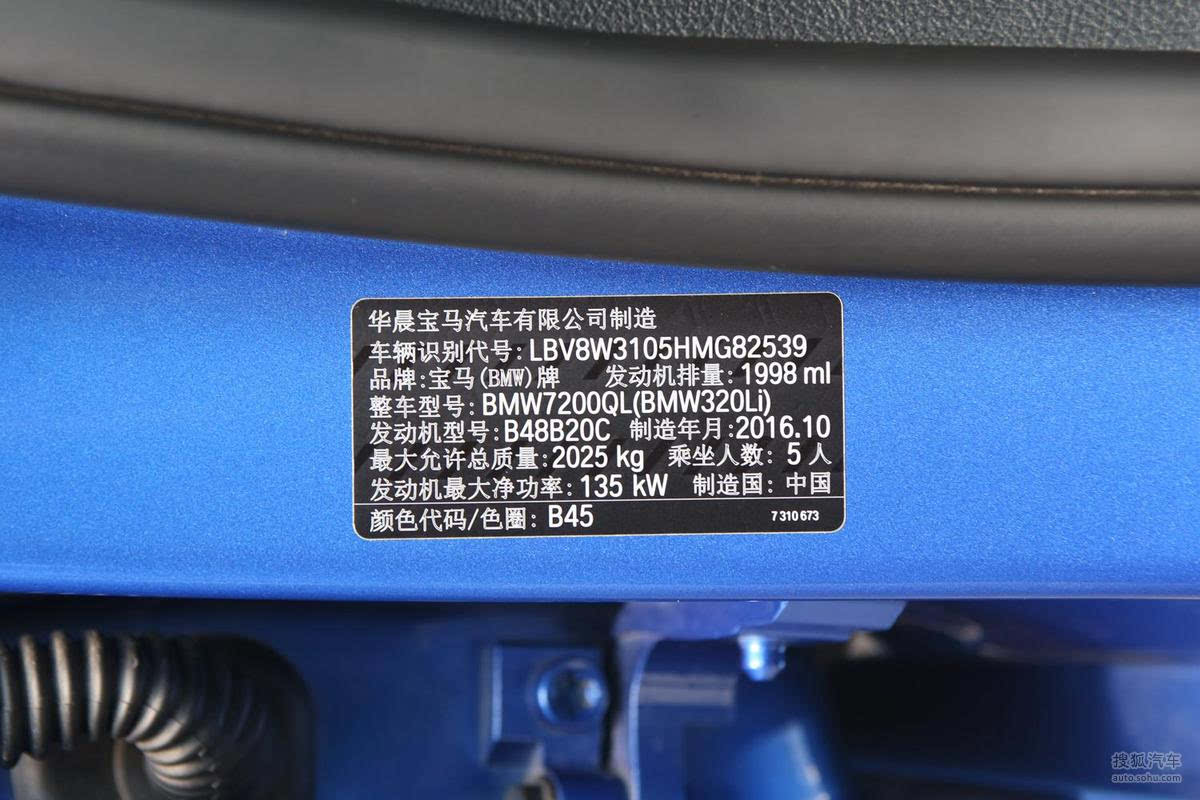 华晨宝马汽车有限公司制造
车辆识别代号: LBV8W3105HMG82539
品牌:宝马(BMW)牌 发动机排量: 1998 ml
整车型号: BMW7200QL(BMW320Li)
发动机型号: B48B20C 制造年月:2016.10
最大允许总质量: 2025 kg 乘坐人数: 5 人
发动机最大净功率: 135 kW 制造国: 中国
颜色代码/色圈: B45 7 310 673
搜狐汽车
auto.sohu.com